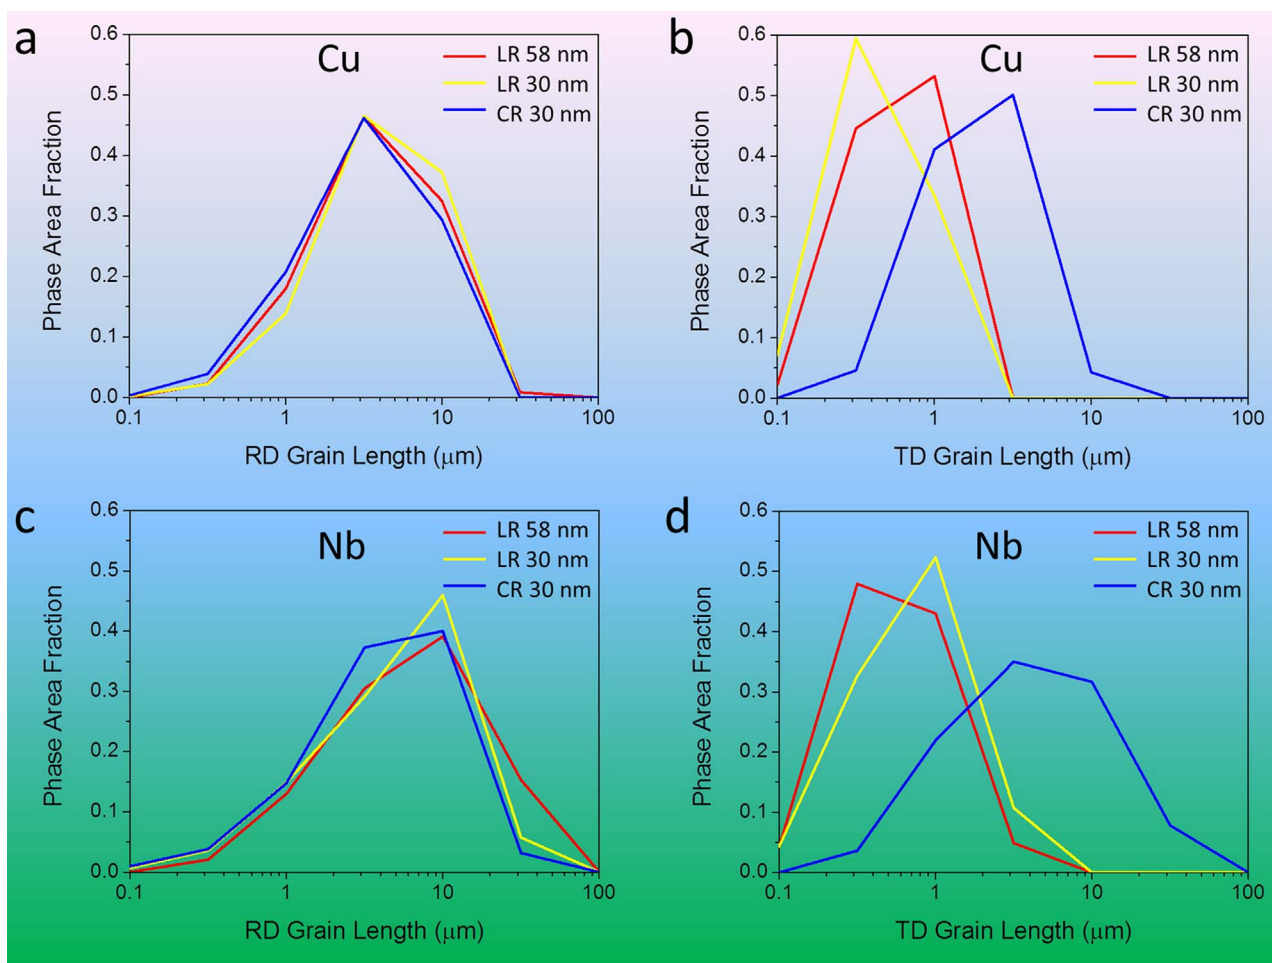 a
Cu
LR 58 nm
LR 30 nm
CR 30 nm
Phase Area Fraction
0.6
0.5
0.4
0.3
0.2
0.1
0.0
0.1 1 10 100
RD Grain Length (μm)
b
Cu
LR 58 nm
LR 30 nm
CR 30 nm
Phase Area Fraction
0.6
0.5
0.4
0.3
0.2
0.1
0.0
0.1 1 10 100
TD Grain Length (μm)
c
Nb
LR 58 nm
LR 30 nm
CR 30 nm
Phase Area Fraction
0.6
0.5
0.4
0.3
0.2
0.1
0.0
0.1 1 10 100
RD Grain Length (μm)
d
Nb
LR 58 nm
LR 30 nm
CR 30 nm
Phase Area Fraction
0.6
0.5
0.4
0.3
0.2
0.1
0.0
0.1 1 10 100
TD Grain Length (μm)